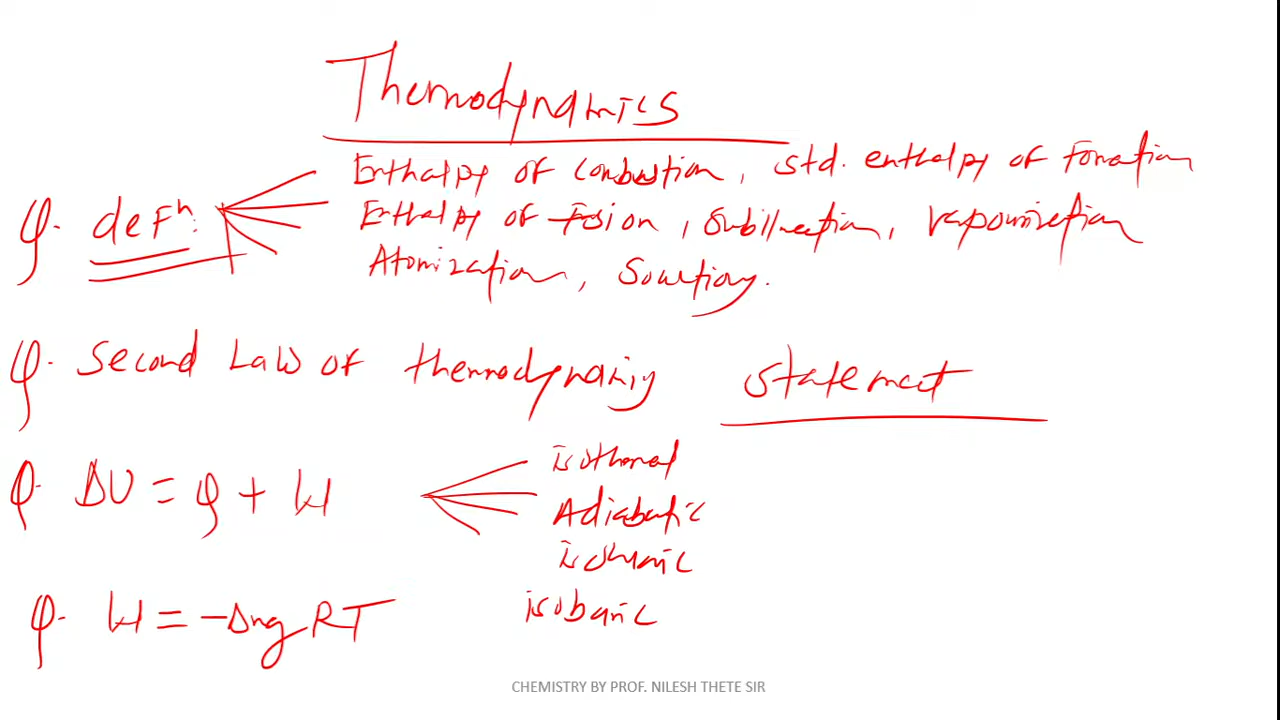 Thermodynamics
Enthalpy of Combustion, std. enthalpy of Formation
Q. deFn: Enthalpy of Fusion, Sublimation, vapourization
Atomization, Solution.
Q. Second Law of thermodynamics statement
Q. ΔU = Q + W
isothermal
Adiabatic
isochoric
isobaric
Q. W = -Δng RT
CHEMISTRY BY PROF. NILESH THETE SIR